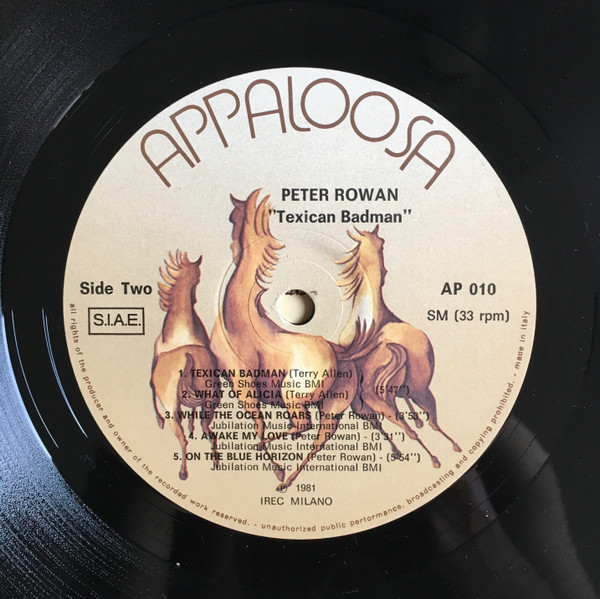 APPALOOSA
PETER ROWAN
"Texican Badman"
Side Two
AP 010
S.I.A.E.
SM (33 rpm)
1. TEXICAN BADMAN (Terry Allen)
Green Shoes Music BMI
2. WHAT OF ALICIA (Terry Allen) (5'47'')
Green Shoes Music BMI
3. WHILE THE OCEAN ROARS (Peter Rowan) - (3'53'')
Jubilation Music International BMI
4. AWAKE MY LOVE (Peter Rowan) - (3'31'')
Jubilation Music International BMI
5. ON THE BLUE HORIZON (Peter Rowan) - (5'54'')
Jubilation Music International BMI
℗ 1981
IREC MILANO
all rights of the producer and owner of the recorded work reserved. - unauthorized public performance, broadcasting and copying prohibited. - made in italy